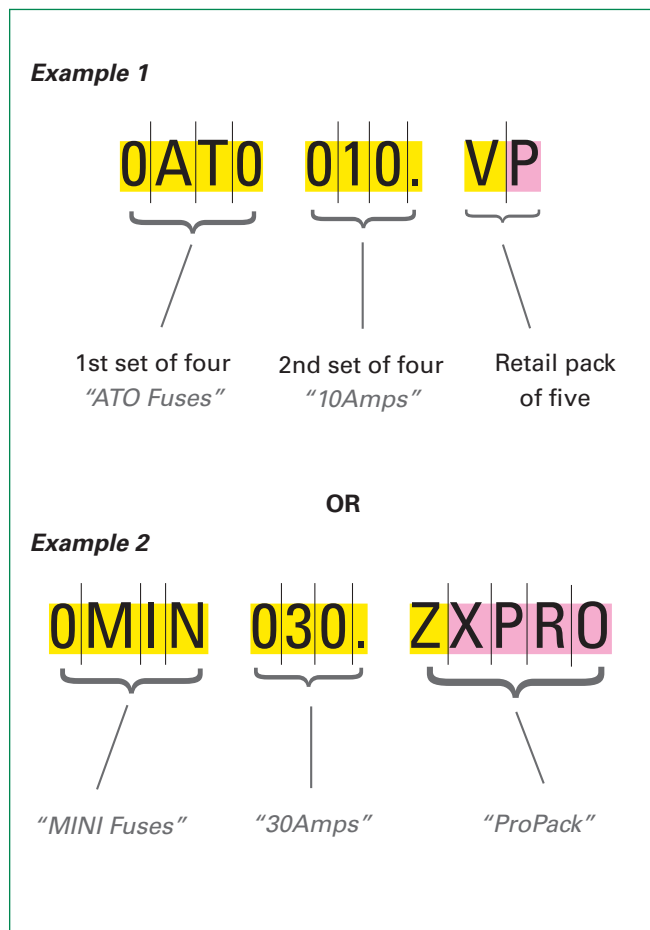 Example 1
0AT0 010. VP
1st set of four 2nd set of four Retail pack
"ATO Fuses" "10Amps" of five
OR
Example 2
0MIN 030. ZXPRO
"MINI Fuses" "30Amps" "ProPack"